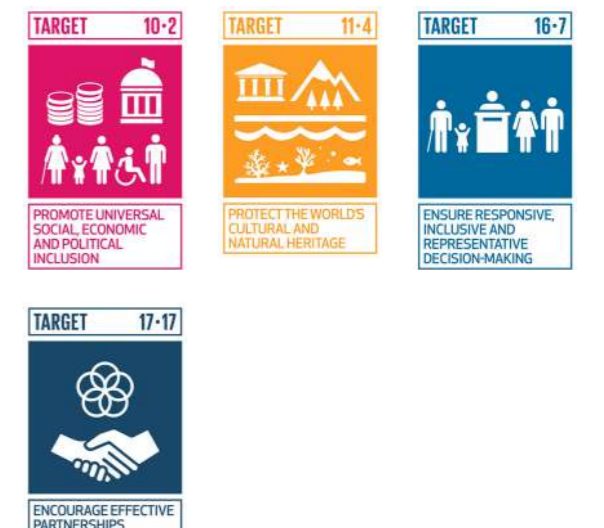 TARGET 10·2
PROMOTE UNIVERSAL
SOCIAL, ECONOMIC
AND POLITICAL
INCLUSION
TARGET 11·4
PROTECT THE WORLD'S
CULTURAL AND
NATURAL HERITAGE
TARGET 16·7
ENSURE RESPONSIVE,
INCLUSIVE AND
REPRESENTATIVE
DECISION-MAKING
TARGET 17·17
ENCOURAGE EFFECTIVE
PARTNERSHIPS